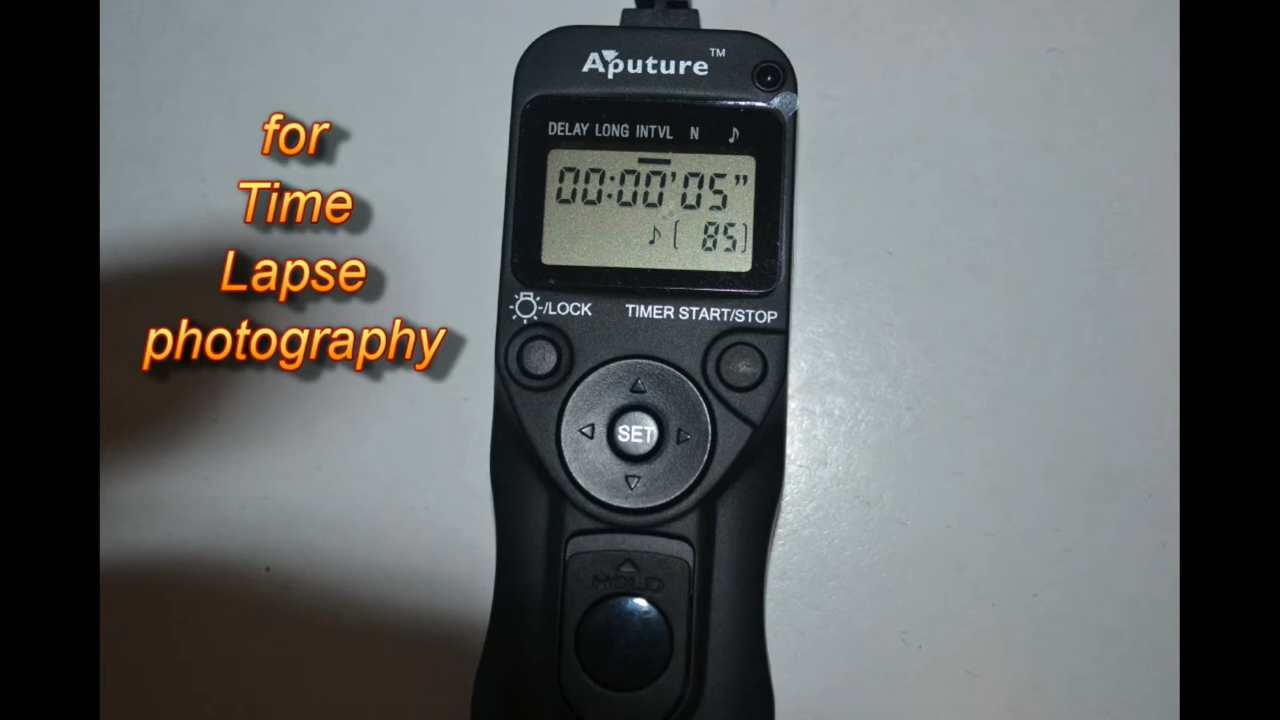 Aputure™
for
Time
Lapse
photography
DELAY LONG INTVL N ♪
00:00'05"
♪[ 85]
-/LOCK
TIMER START/STOP
SET
HOLD